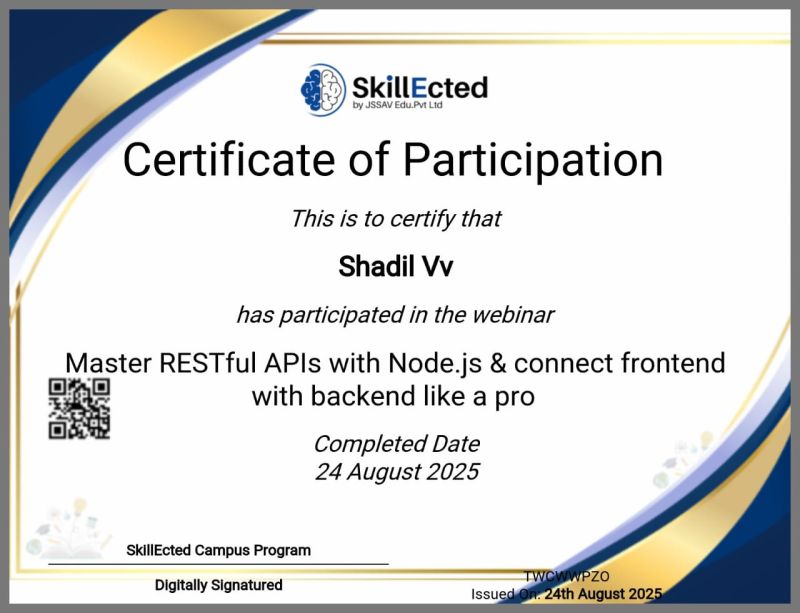 SkillEcted
by JSSAV Edu.Pvt Ltd
Certificate of Participation
This is to certify that
Shadil Vv
has participated in the webinar
Master RESTful APIs with Node.js & connect frontend
with backend like a pro
Completed Date
24 August 2025
SkillEcted Campus Program
Digitally Signatured
TWCWWPZO
Issued On: 24th August 2025